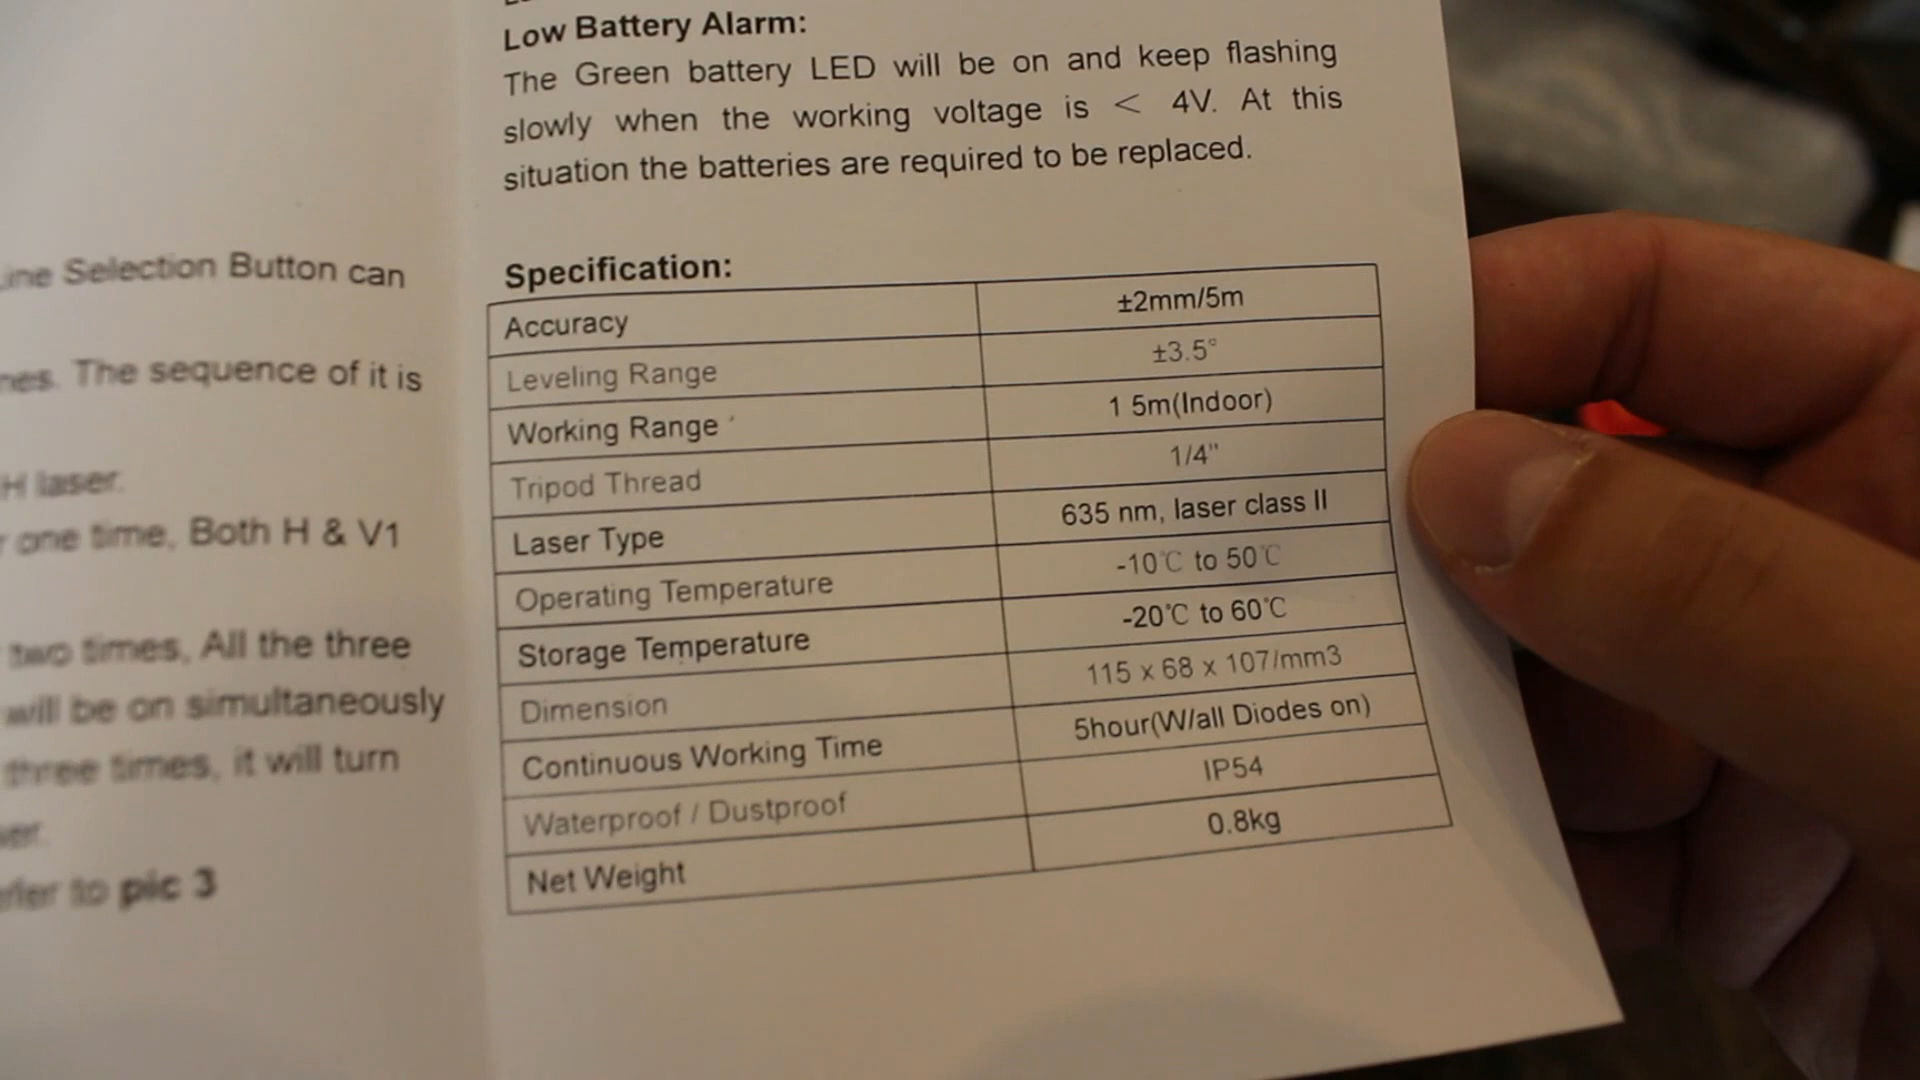 ine Selection Button can
nes. The sequence of it is
H laser.
one time, Both H & V1
two times, All the three
will be on simultaneously
three times, it will turn
to pic 3
Low Battery Alarm:
The Green battery LED will be on and keep flashing
slowly when the working voltage is < 4V. At this
situation the batteries are required to be replaced.
Specification:
Accuracy ±2mm/5m
Leveling Range ±3.5°
Working Range 1 5m(Indoor)
Tripod Thread 1/4"
Laser Type 635 nm, laser class II
Operating Temperature -10℃ to 50℃
Storage Temperature -20℃ to 60℃
Dimension 115 x 68 x 107/mm3
Continuous Working Time 5hour(W/all Diodes on)
Waterproof / Dustproof IP54
Net Weight 0.8kg